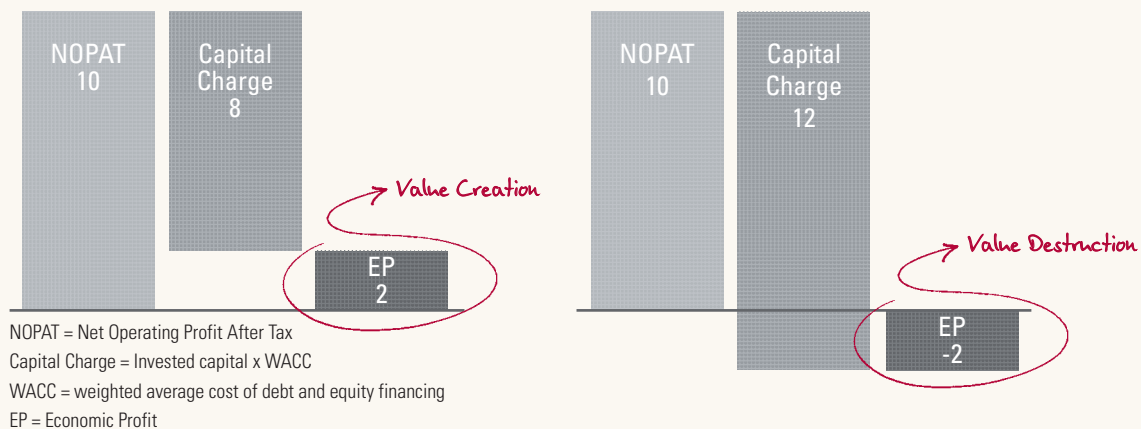 NOPAT
10
Capital
Charge
8
Value Creation
EP
2
NOPAT
10
Capital
Charge
12
Value Destruction
EP
-2
NOPAT = Net Operating Profit After Tax
Capital Charge = Invested capital x WACC
WACC = weighted average cost of debt and equity financing
EP = Economic Profit